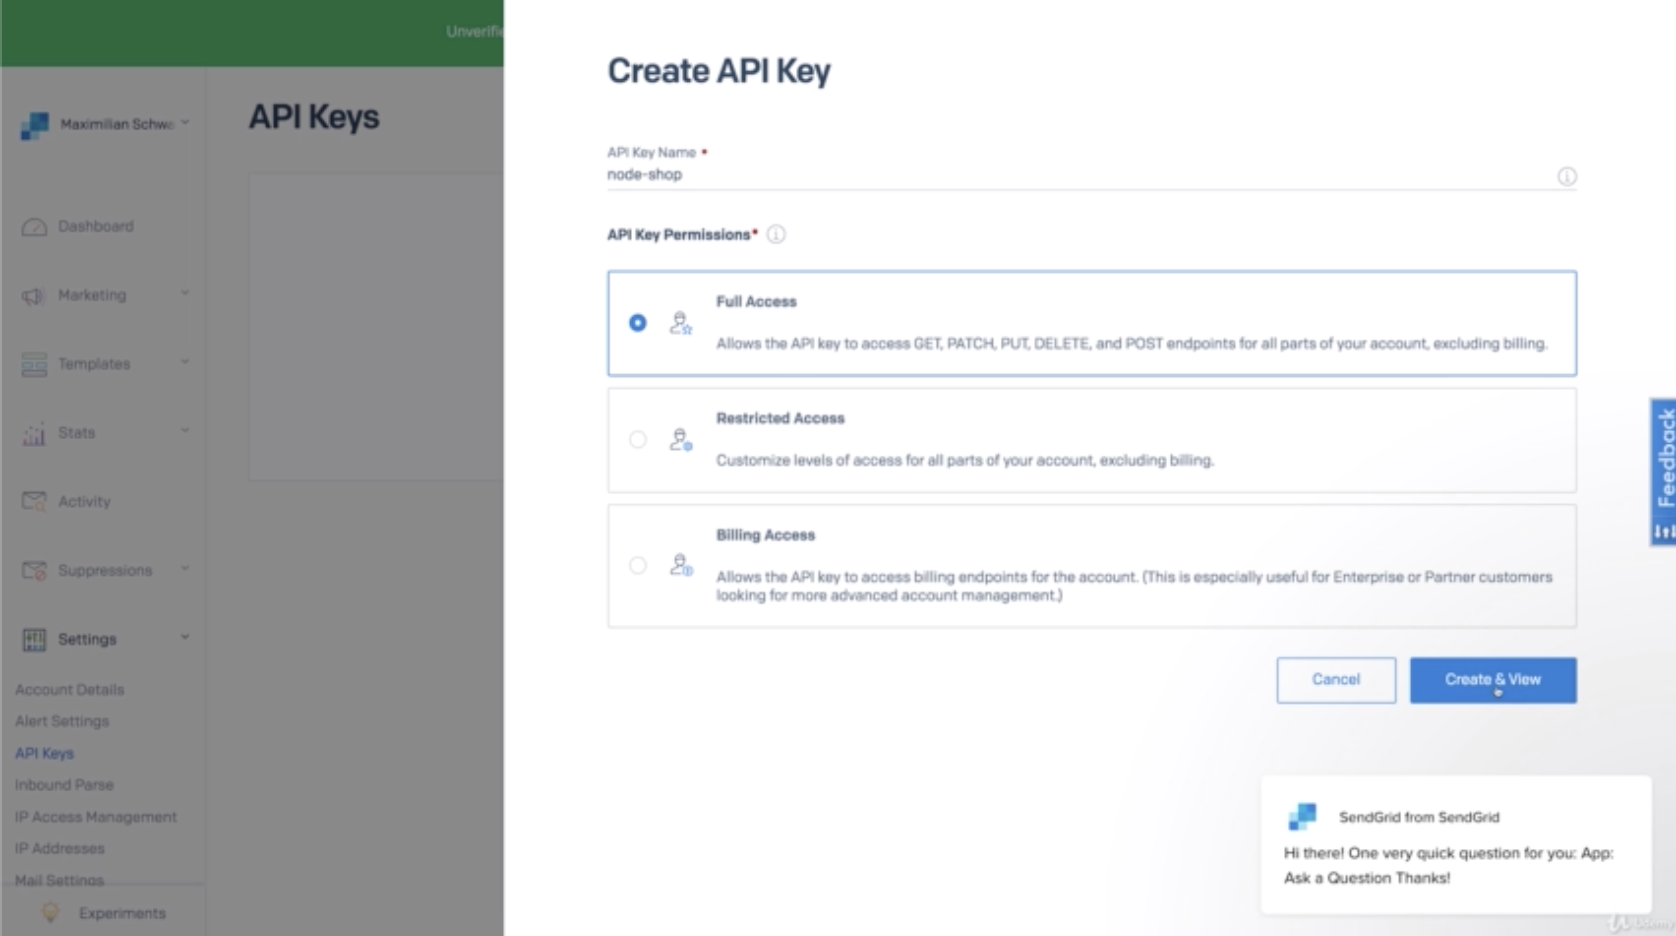 Unverifie
Maximilian Schwa
API Keys
Dashboard
Marketing
Templates
Stats
Activity
Suppressions
Settings
Account Details
Alert Settings
API Keys
Inbound Parse
IP Access Management
IP Addresses
Mail Settings
Experiments
Create API Key
API Key Name •
node-shop
API Key Permissions*
Full Access
Allows the API key to access GET, PATCH, PUT, DELETE, and POST endpoints for all parts of your account, excluding billing.
Restricted Access
Customize levels of access for all parts of your account, excluding billing.
Billing Access
Allows the API key to access billing endpoints for the account. (This is especially useful for Enterprise or Partner customers
looking for more advanced account management.)
Cancel
Create & View
Feedback
SendGrid from SendGrid
Hi there! One very quick question for you: App:
Ask a Question Thanks!
Udemy